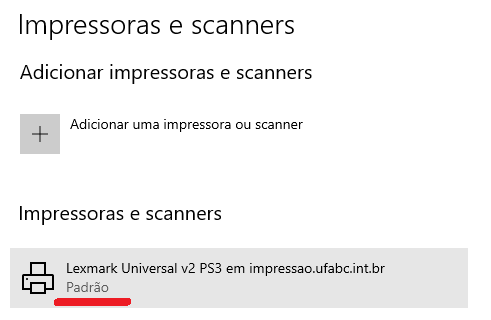 Impressoras e scanners
Adicionar impressoras e scanners
Adicionar uma impressora ou scanner
Impressoras e scanners
Lexmark Universal v2 PS3 em impressao.ufabc.int.br
Padrão